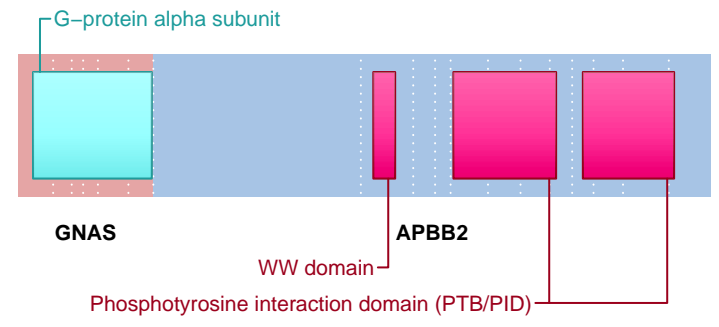 G−protein alpha subunit
GNAS
APBB2
WW domain
Phosphotyrosine interaction domain (PTB/PID)